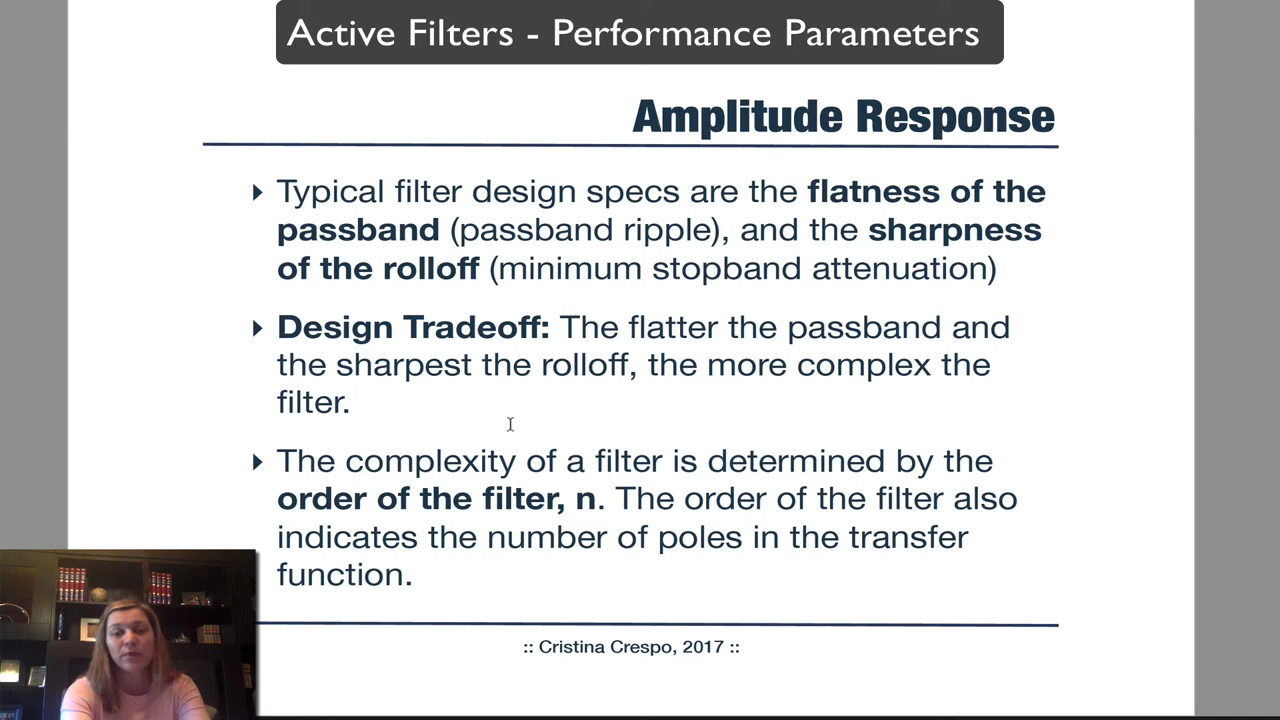 Active Filters - Performance Parameters
Amplitude Response
‣ Typical filter design specs are the flatness of the
passband (passband ripple), and the sharpness
of the rolloff (minimum stopband attenuation)
‣ Design Tradeoff: The flatter the passband and
the sharpest the rolloff, the more complex the
filter.
‣ The complexity of a filter is determined by the
order of the filter, n. The order of the filter also
indicates the number of poles in the transfer
function.
:: Cristina Crespo, 2017 ::